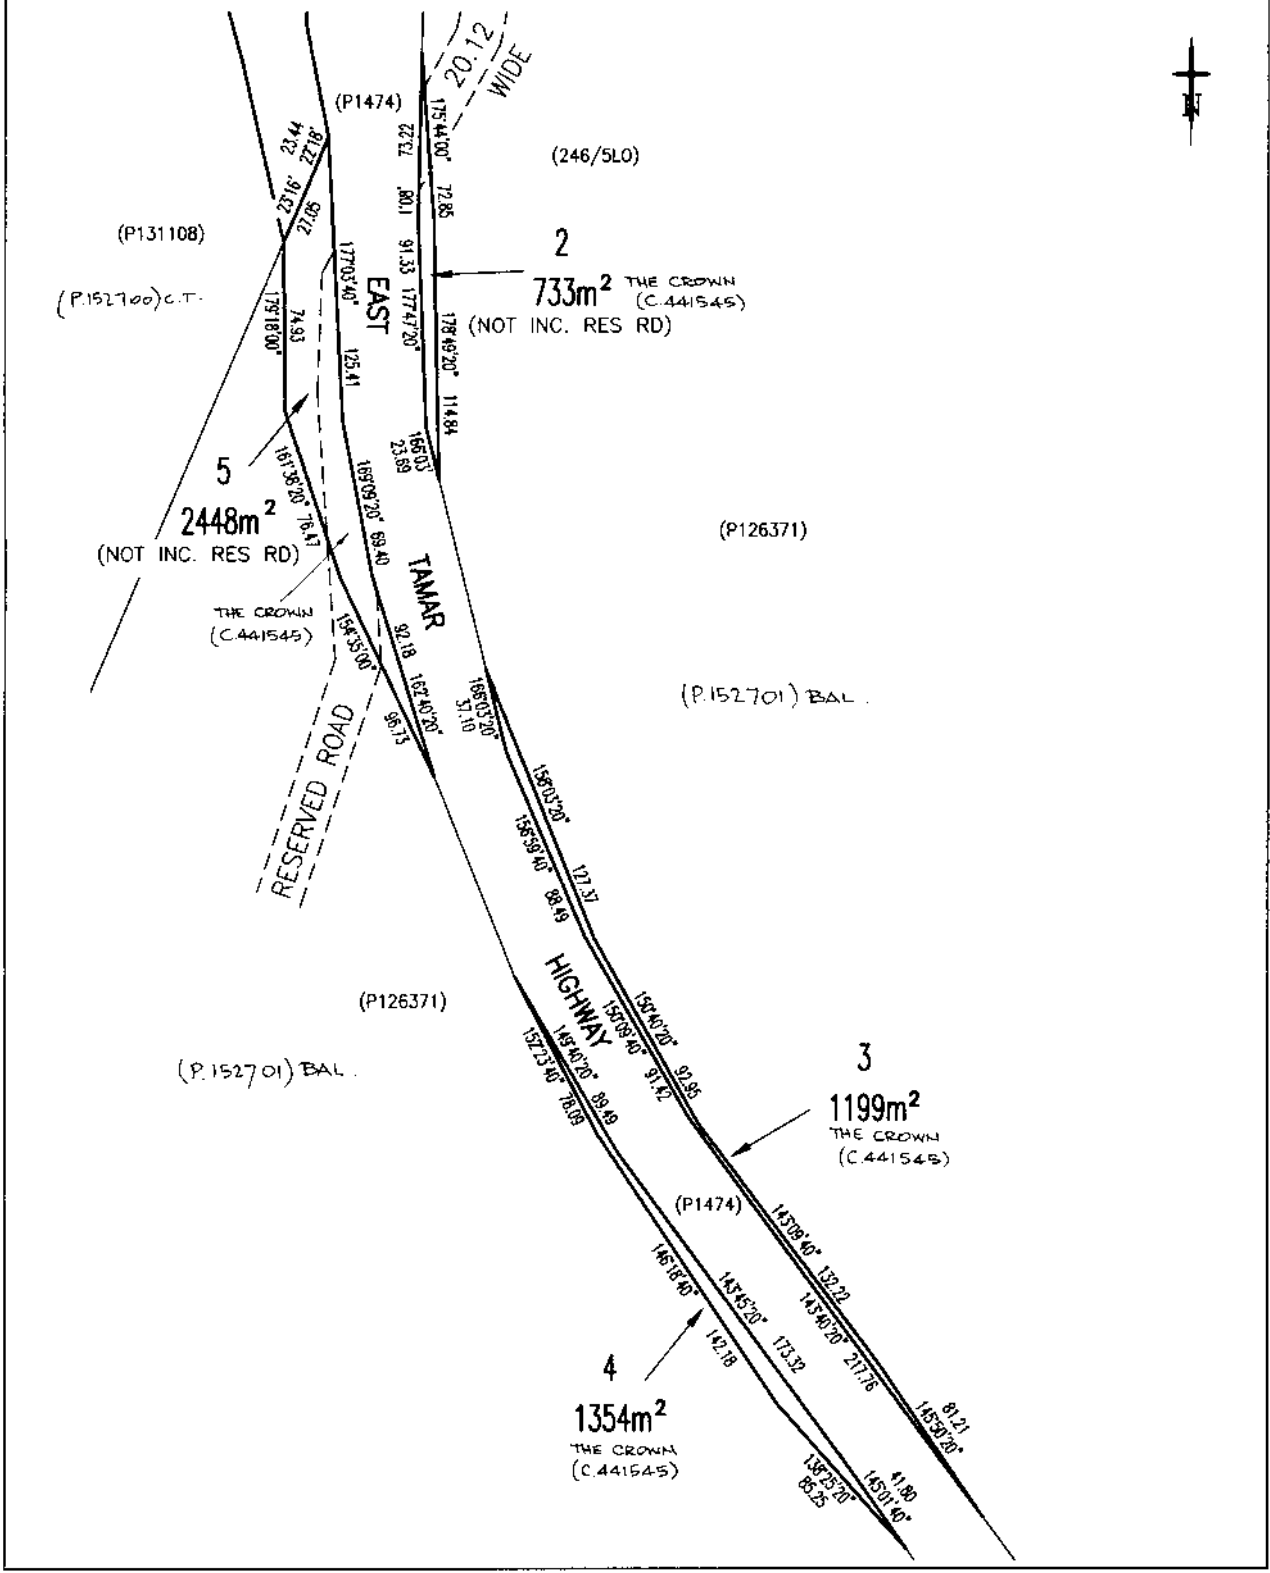 20.12
WIDE
N
(P1474)
175°44'00"
73.22
23.44
22°18'
(246/5LO)
23°16'
27.05
80.1
72.85
(P131108)
2
(P.152700) C.T.
177°03'40"
EAST
91.33
177°47'20"
733m²
THE CROWN
(C.441545)
(NOT INC. RES RD)
179°18'00"
74.93
178°49'20"
125.41
114.84
166°03'
23.69
5
161°38'20"
76.47
169°09'20"
69.40
2448m²
(NOT INC. RES RD)
(P126371)
TAMAR
THE CROWN
(C.441545)
154°35'00"
92.18
162°40'20"
(P.152701) BAL.
166°03'20"
37.10
96.73
RESERVED ROAD
158°03'20"
156°59'40"
88.49
127.37
HIGHWAY
(P126371)
150°40'20"
150°09'40"
152°23'40"
149°40'20"
(P.152701) BAL.
92.95
91.42
78.09
89.49
3
1199m²
THE CROWN
(C.441545)
(P1474)
143°09'40"
146°18'40"
143°45'20"
132.22
143°40'20"
142.18
173.32
217.76
4
1354m²
THE CROWN
(C.441545)
81.21
145°50'20"
138°25'20"
85.25
41.80
145°01'40"